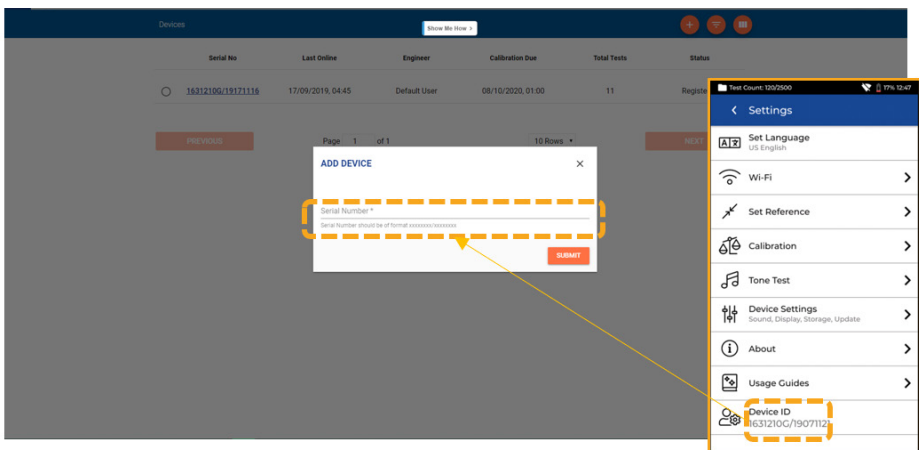 Devices
Show Me How >
Serial No Last Online Engineer Calibration Due Total Tests Status
1631210G/19171116 17/09/2019, 04:45 Default User 08/10/2020, 01:00 11 Registe
PREVIOUS Page 1 of 1 10 Rows NEXT
ADD DEVICE
Serial Number *
Serial Number should be of format xxxxxxxx/xxxxxxxx
SUBMIT
Test Count: 120/2500 17% 12:47
Settings
Set Language
US English
Wi-Fi
Set Reference
Calibration
Tone Test
Device Settings
Sound, Display, Storage, Update
About
Usage Guides
Device ID
1631210G/19071121